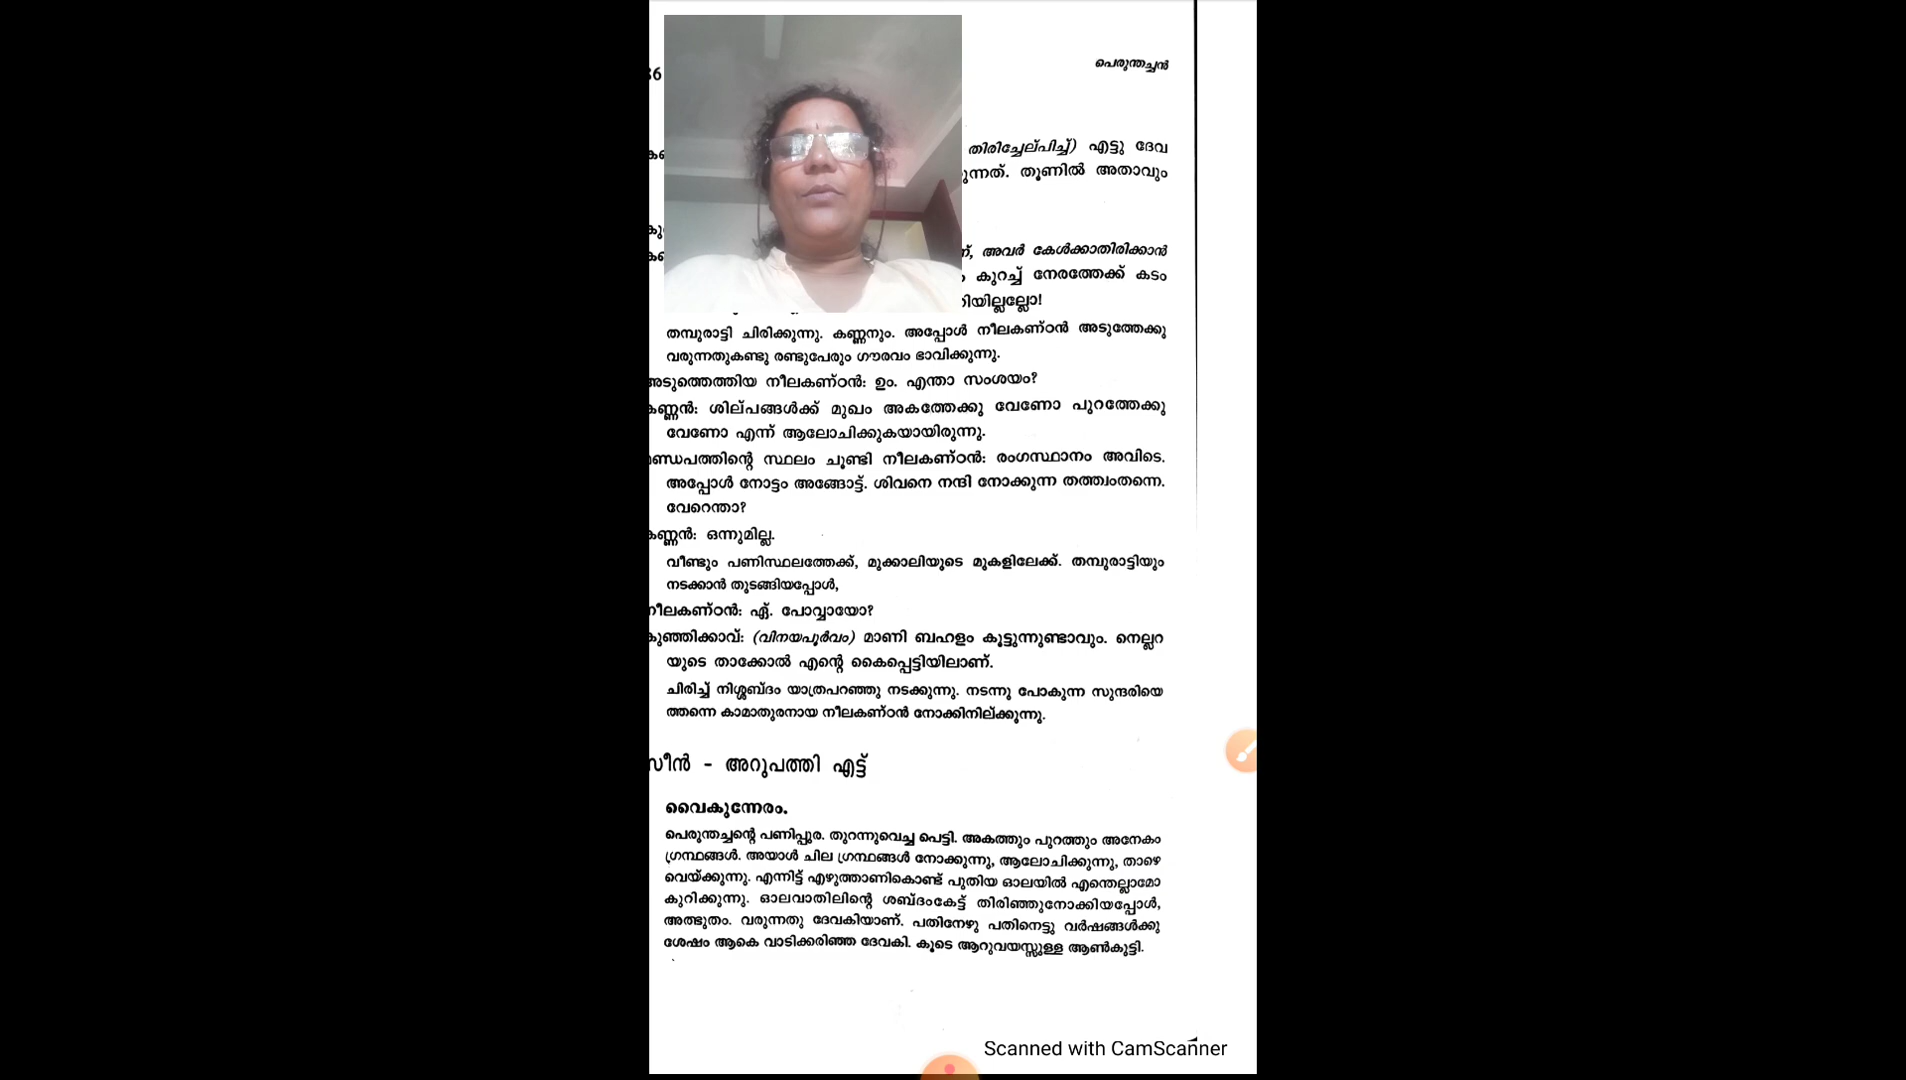 36
പെരുന്തച്ചൻ
തിരിച്ചേല്പിച്ച്) എട്ടു ദേവ
ുന്നത്. തൂണിൽ അതാവും
അവർ കേൾക്കാതിരിക്കാൻ
കുറച്ച് നേരത്തേക്ക് കടം
ിയില്ലല്ലോ!
തമ്പുരാട്ടി ചിരിക്കുന്നു. കണ്ണനും. അപ്പോൾ നീലകണ്ഠൻ അടുത്തേക്കു
വരുന്നതുകണ്ടു രണ്ടുപേരും ഗൗരവം ഭാവിക്കുന്നു.
അടുത്തെത്തിയ നീലകണ്ഠൻ: ഉം. എന്താ സംശയം?
കണ്ണൻ: ശില്പങ്ങൾക്ക് മുഖം അകത്തേക്കു വേണോ പുറത്തേക്കു
വേണോ എന്ന് ആലോചിക്കുകയായിരുന്നു.
മണ്ഡപത്തിന്റെ സ്ഥലം ചൂണ്ടി നീലകണ്ഠൻ: രംഗസ്ഥാനം അവിടെ.
അപ്പോൾ നോട്ടം അങ്ങോട്ട്. ശിവനെ നന്ദി നോക്കുന്ന തത്ത്വംതന്നെ.
വേറെന്താ?
കണ്ണൻ: ഒന്നുമില്ല.
വീണ്ടും പണിസ്ഥലത്തേക്ക്, മുക്കാലിയുടെ മുകളിലേക്ക്. തമ്പുരാട്ടിയും
നടക്കാൻ തുടങ്ങിയപ്പോൾ,
നീലകണ്ഠൻ: ഏ്. പോവ്വായോ?
കുഞ്ഞിക്കാവ്: (വിനയപൂർവം) മാണി ബഹളം കൂട്ടുന്നുണ്ടാവും. നെല്ലറ
യുടെ താക്കോൽ എന്റെ കൈപ്പെട്ടിയിലാണ്.
ചിരിച്ച് നിശ്ശബ്ദം യാത്രപറഞ്ഞു നടക്കുന്നു. നടന്നു പോകുന്ന സുന്ദരിയെ
ത്തന്നെ കാമാതുരനായ നീലകണ്ഠൻ നോക്കിനില്ക്കുന്നു.
സീൻ - അറുപത്തി എട്ട്
വൈകുന്നേരം.
പെരുന്തച്ചന്റെ പണിപ്പുര. തുറന്നുവെച്ച പെട്ടി. അകത്തും പുറത്തും അനേകം
ഗ്രന്ഥങ്ങൾ. അയാൾ ചില ഗ്രന്ഥങ്ങൾ നോക്കുന്നു, ആലോചിക്കുന്നു, താഴെ
വെയ്ക്കുന്നു. എന്നിട്ട് എഴുത്താണികൊണ്ട് പുതിയ ഓലയിൽ എന്തെല്ലാമോ
കുറിക്കുന്നു. ഓലവാതിലിന്റെ ശബ്ദംകേട്ട് തിരിഞ്ഞുനോക്കിയപ്പോൾ,
അത്ഭുതം. വരുന്നതു ദേവകിയാണ്. പതിനേഴു പതിനെട്ടു വർഷങ്ങൾക്കു
ശേഷം ആകെ വാടിക്കരിഞ്ഞ ദേവകി. കൂടെ ആറുവയസ്സുള്ള ആൺകുട്ടി.
Scanned with CamScanner